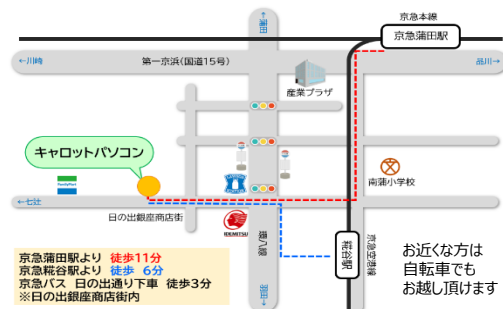 京急本線
京急蒲田駅
↑蒲田
←川崎
第一京浜(国道15号)
品川→
産業プラザ
キャロットパソコン
南蒲小学校
FamilyMart
←七辻
日の出銀座商店街
IDEMITSU
環八線
糀谷駅
京急空港線
羽田↓
京急蒲田駅より 徒歩11分
京急糀谷駅より 徒歩 6分
京急バス 日の出通り下車 徒歩3分
※日の出銀座商店街内
お近くな方は
自転車でも
お越し頂けます